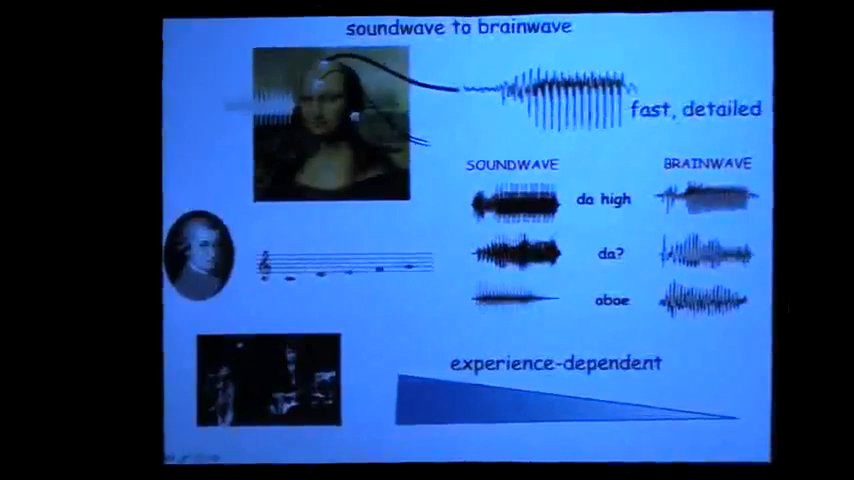 soundwave to brainwave
fast, detailed
SOUNDWAVE
BRAINWAVE
da high
da?
oboe
experience-dependent